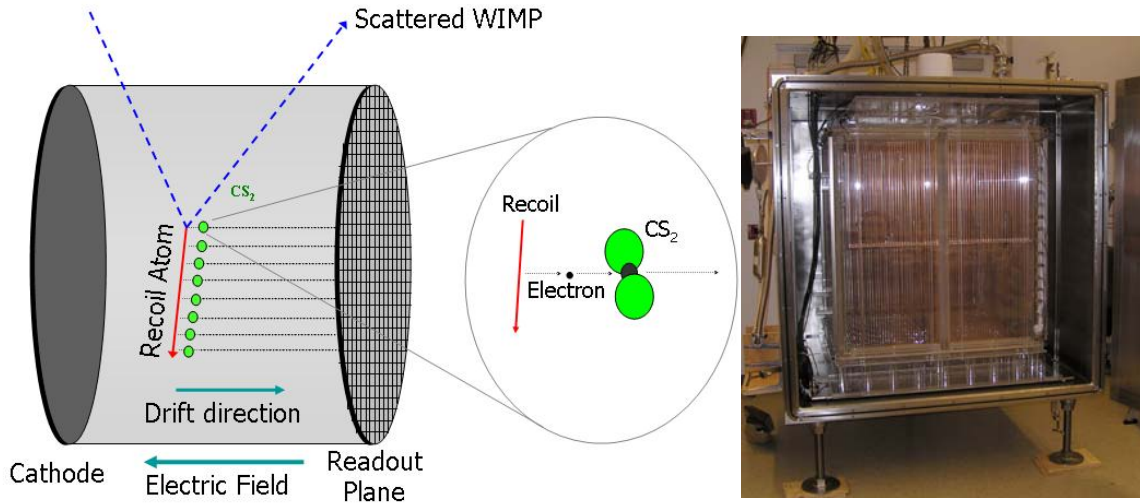 Scattered WIMP
CS2
Recoil Atom
Recoil
CS2
Electron
Drift direction
Cathode
Electric Field
Readout
Plane